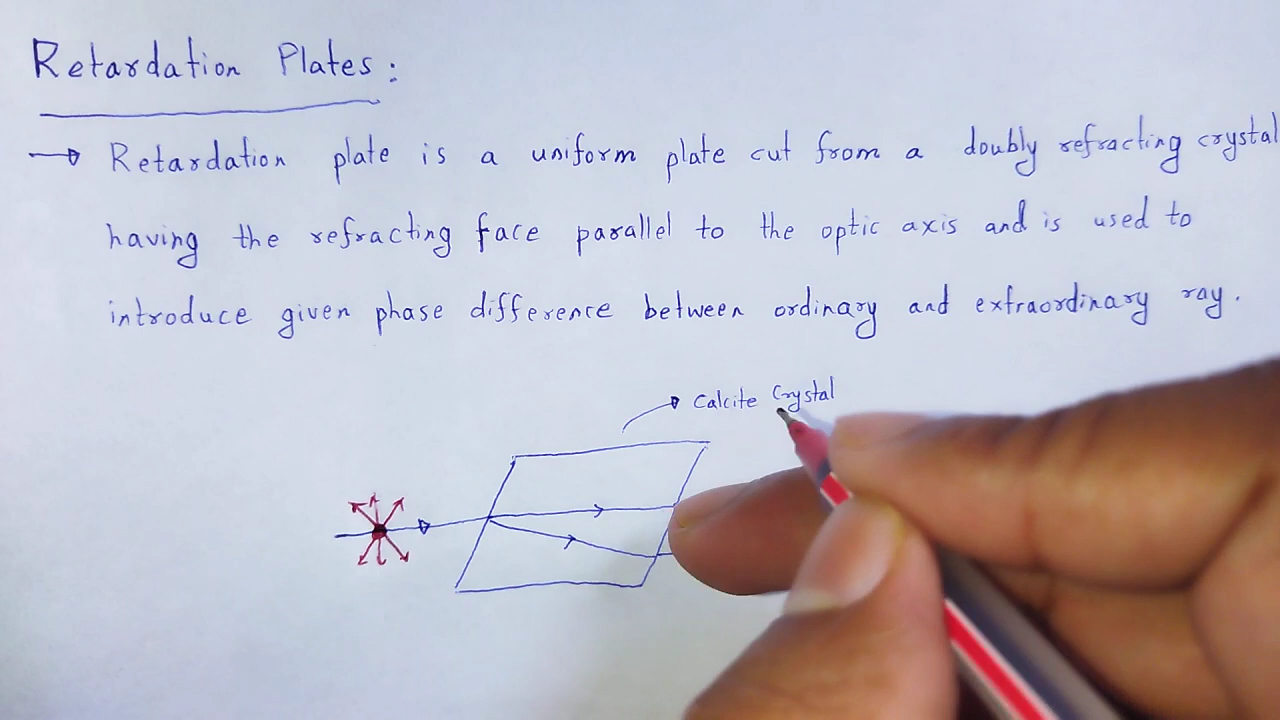 Retardation Plates:
Retardation plate is a uniform plate cut from a doubly refracting crystal
having the refracting face parallel to the optic axis and is used to
introduce given phase difference between ordinary and extraordinary ray.
Calcite Crystal